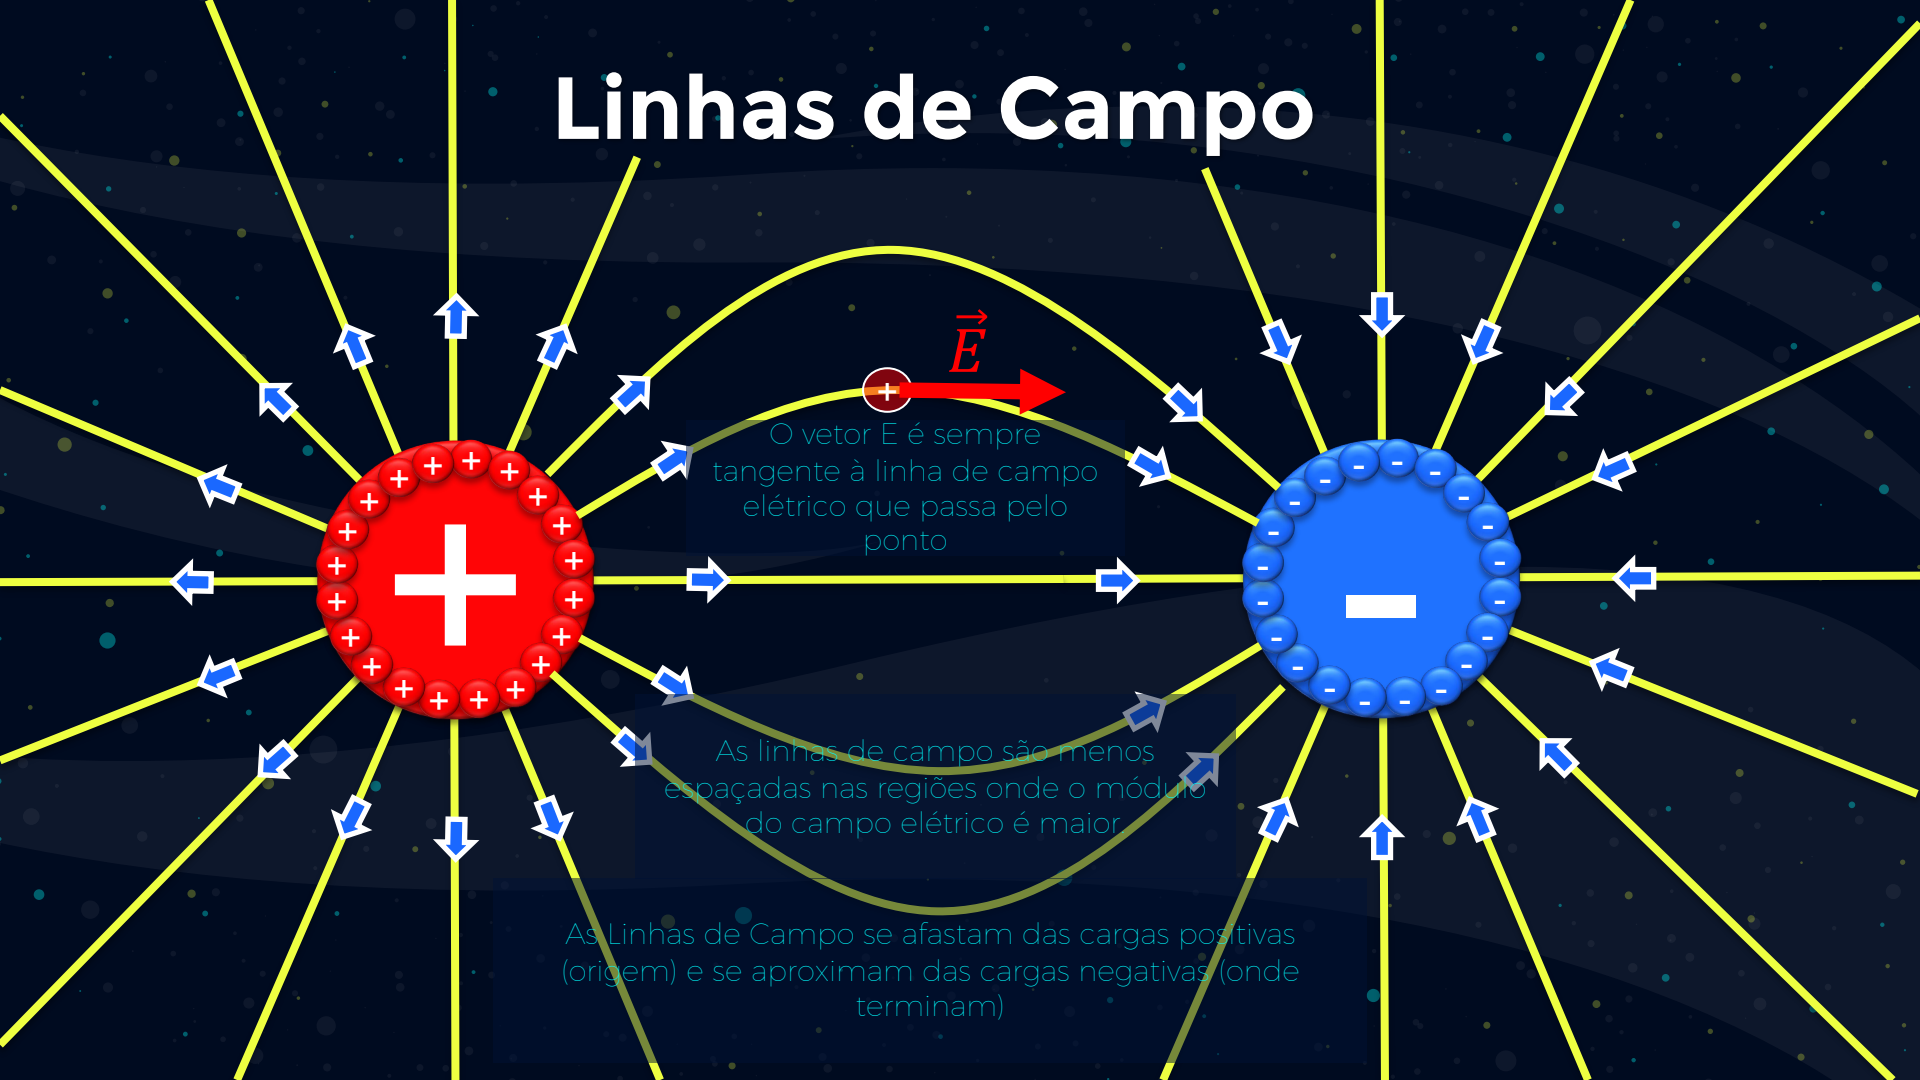 Linhas de Campo
E
O vetor E é sempre
tangente à linha de campo
elétrico que passa pelo
ponto
As linhas de campo são menos
espaçadas nas regiões onde o módulo
do campo elétrico é maior.
As Linhas de Campo se afastam das cargas positivas
(origem) e se aproximam das cargas negativas (onde
terminam)